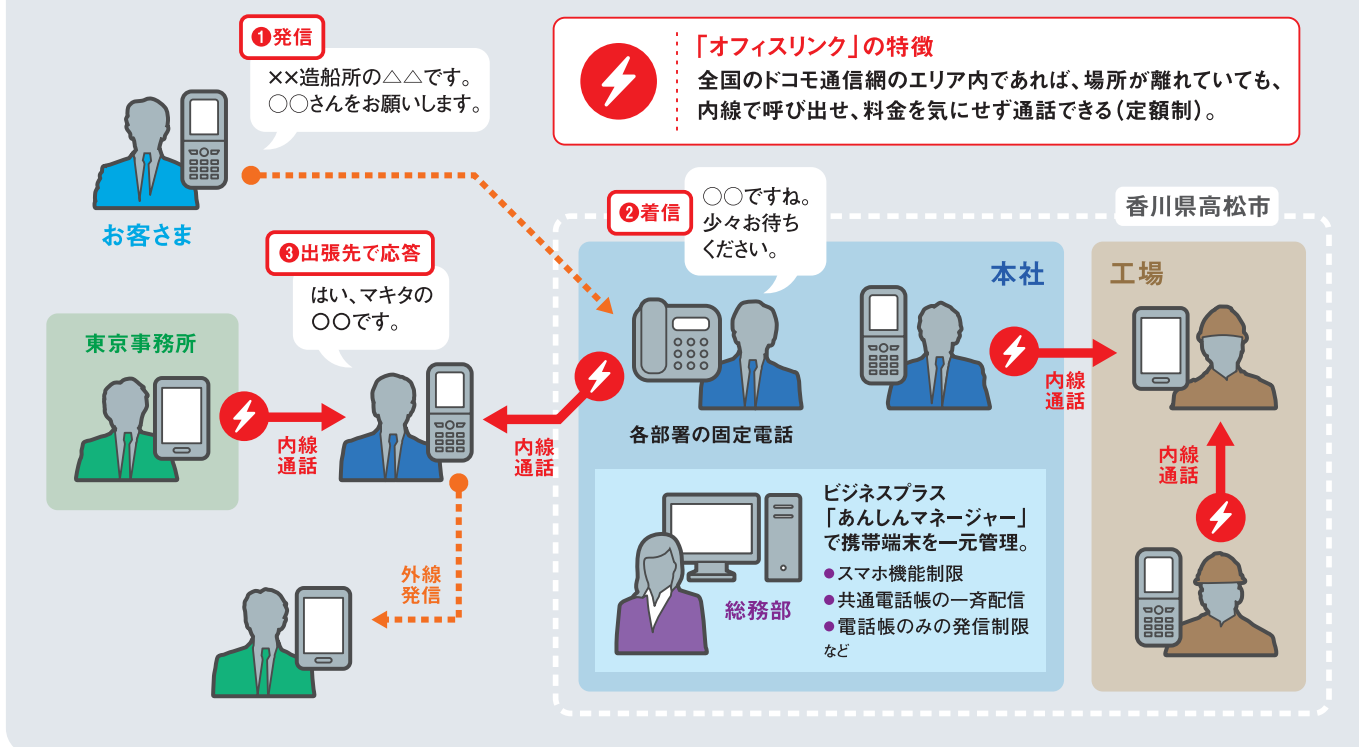 ❶発信
××造船所の△△です。
○○さんをお願いします。
「オフィスリンク」の特徴
全国のドコモ通信網のエリア内であれば、場所が離れていても、
内線で呼び出せ、料金を気にせず通話できる（定額制）。
お客さま
❷着信
○○ですね。
少々お待ち
ください。
香川県高松市
❸出張先で応答
はい、マキタの
○○です。
本社
工場
東京事務所
内線
通話
内線
通話
各部署の固定電話
内線
通話
内線
通話
外線
発信
総務部
ビジネスプラス
「あんしんマネージャー」
で携帯端末を一元管理。
●スマホ機能制限
●共通電話帳の一斉配信
●電話帳のみの発信制限
など